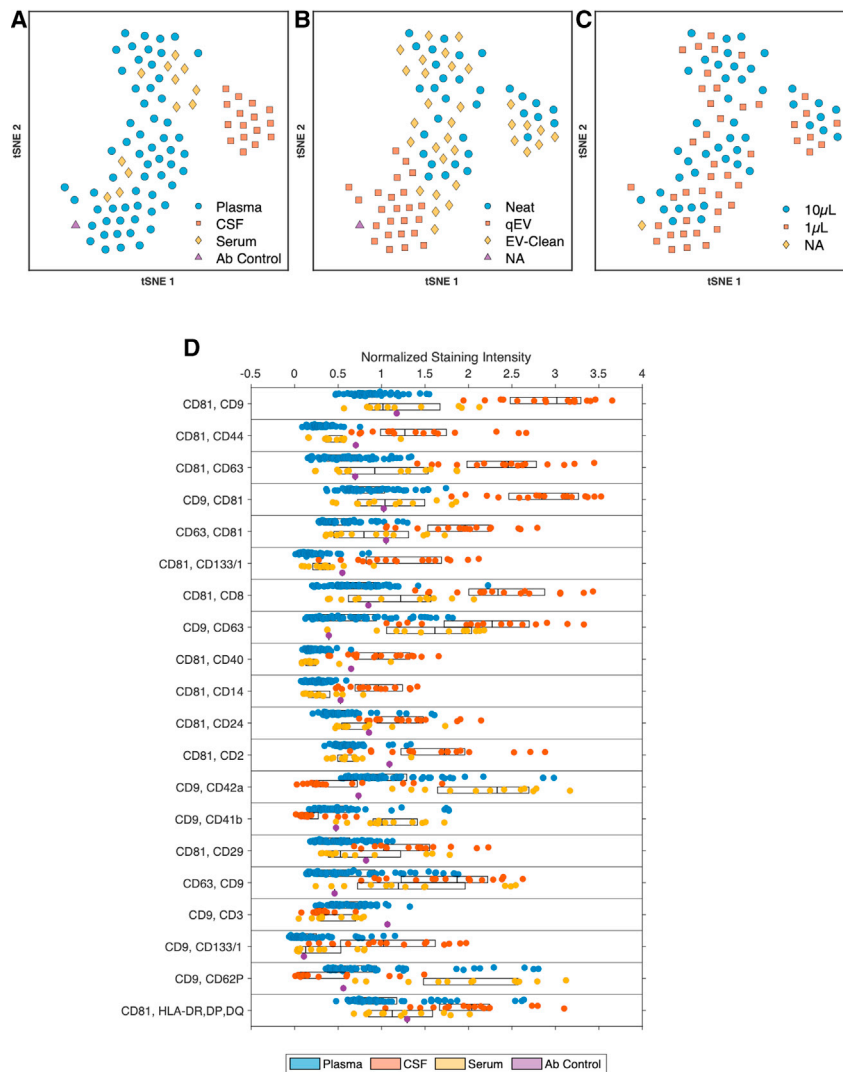 A
tSNE 2
tSNE 1
Plasma
CSF
Serum
Ab Control
B
tSNE 2
tSNE 1
Neat
qEV
EV-Clean
NA
C
tSNE 2
tSNE 1
10µL
1µL
NA
D
Normalized Staining Intensity
-0.5 0 0.5 1 1.5 2 2.5 3 3.5 4
CD81, CD9
CD81, CD44
CD81, CD63
CD9, CD81
CD63, CD81
CD81, CD133/1
CD81, CD8
CD9, CD63
CD81, CD40
CD81, CD14
CD81, CD24
CD81, CD2
CD9, CD42a
CD9, CD41b
CD81, CD29
CD63, CD9
CD9, CD3
CD9, CD133/1
CD9, CD62P
CD81, HLA-DR,DP,DQ
Plasma CSF Serum Ab Control